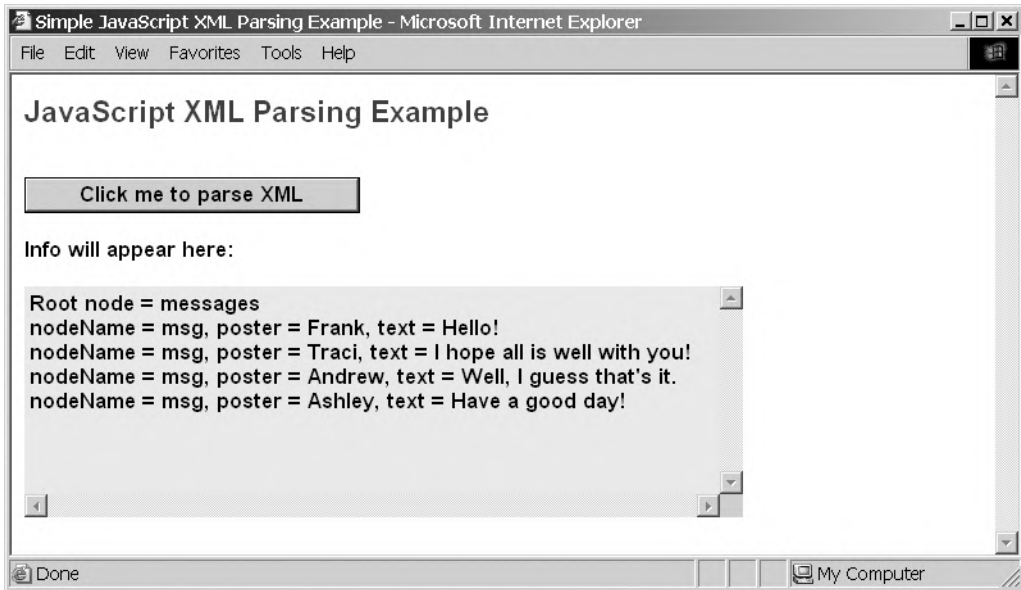 Simple JavaScript XML Parsing Example - Microsoft Internet Explorer
File Edit View Favorites Tools Help
JavaScript XML Parsing Example
Click me to parse XML
Info will appear here:
Root node = messages
nodeName = msg, poster = Frank, text = Hello!
nodeName = msg, poster = Traci, text = I hope all is well with you!
nodeName = msg, poster = Andrew, text = Well, I guess that's it.
nodeName = msg, poster = Ashley, text = Have a good day!
Done My Computer